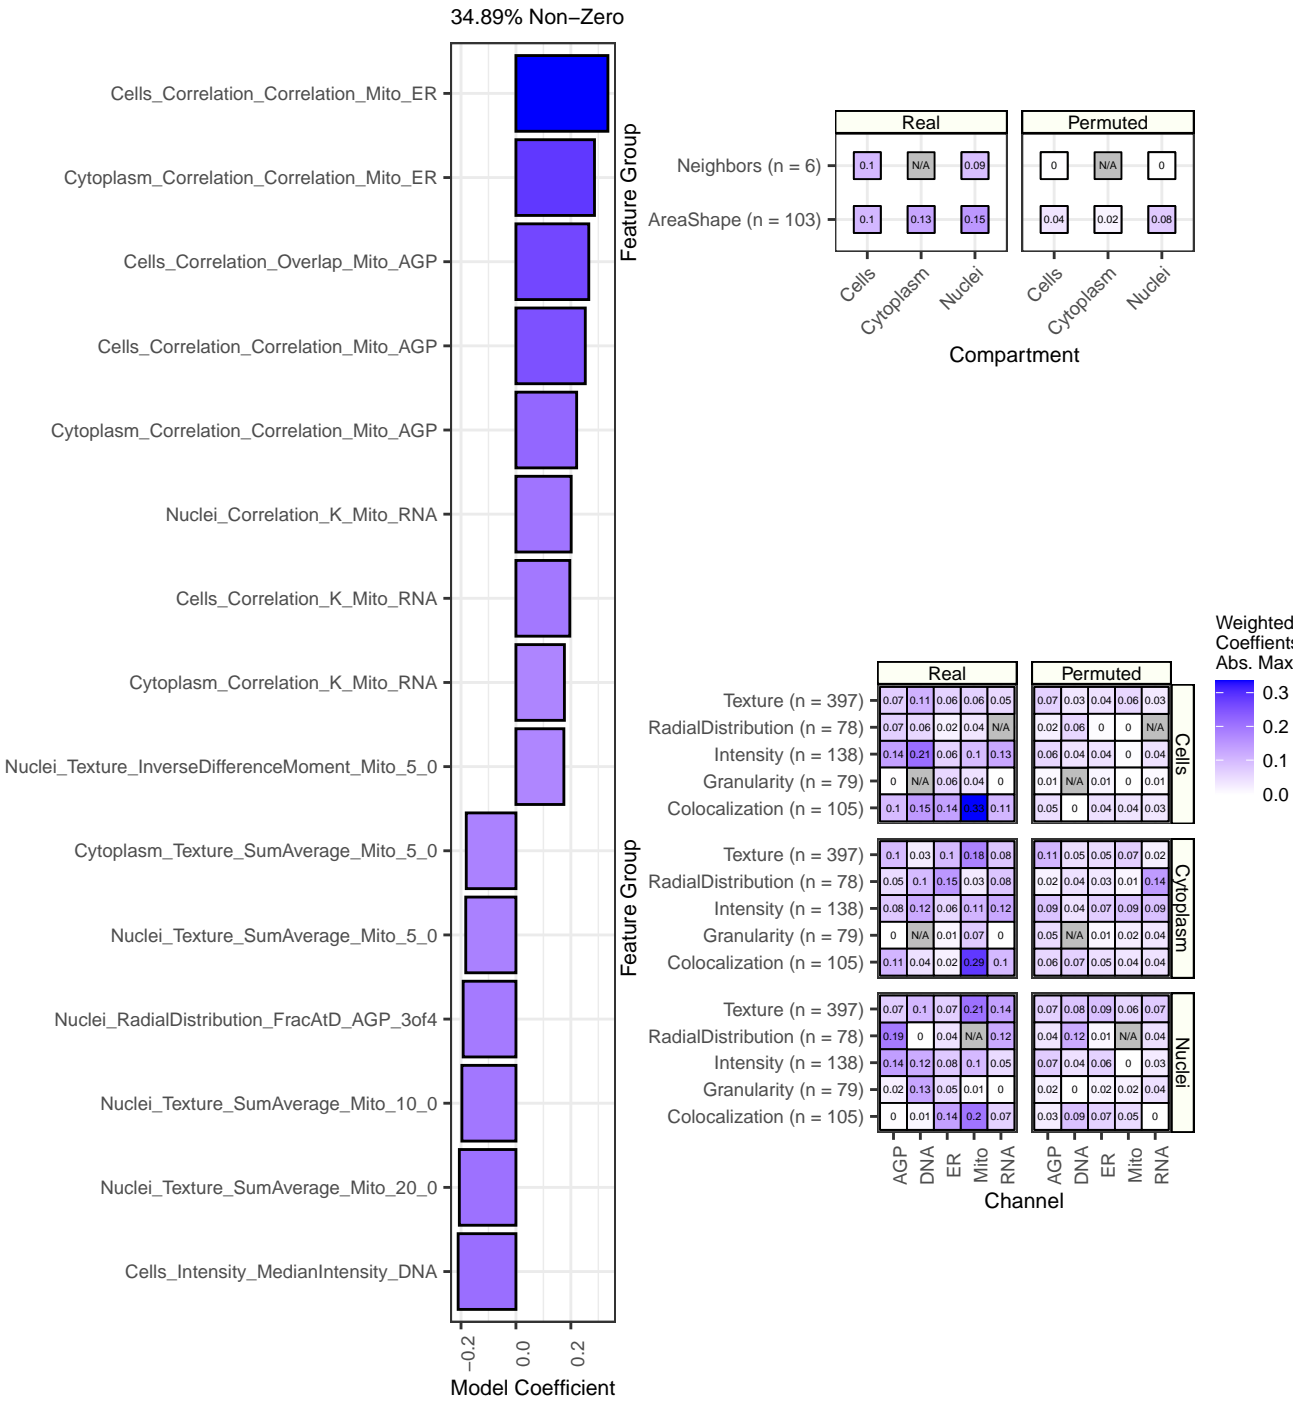 34.89% Non−Zero
Cells_Correlation_Correlation_Mito_ER
Cytoplasm_Correlation_Correlation_Mito_ER
Cells_Correlation_Overlap_Mito_AGP
Cells_Correlation_Correlation_Mito_AGP
Cytoplasm_Correlation_Correlation_Mito_AGP
Nuclei_Correlation_K_Mito_RNA
Cells_Correlation_K_Mito_RNA
Cytoplasm_Correlation_K_Mito_RNA
Nuclei_Texture_InverseDifferenceMoment_Mito_5_0
Cytoplasm_Texture_SumAverage_Mito_5_0
Nuclei_Texture_SumAverage_Mito_5_0
Nuclei_RadialDistribution_FracAtD_AGP_3of4
Nuclei_Texture_SumAverage_Mito_10_0
Nuclei_Texture_SumAverage_Mito_20_0
Cells_Intensity_MedianIntensity_DNA
−0.2 0.0 0.2
Model Coefficient
Feature Group
Real Permuted
Neighbors (n = 6) 0.1 N/A 0.09 0 N/A 0
AreaShape (n = 103) 0.1 0.13 0.15 0.04 0.02 0.08
Cells Cytoplasm Nuclei Cells Cytoplasm Nuclei
Compartment
Feature Group
Real Permuted
Texture (n = 397) 0.07 0.11 0.06 0.06 0.05 0.07 0.03 0.04 0.06 0.03
RadialDistribution (n = 78) 0.07 0.06 0.02 0.04 N/A 0.02 0.06 0 0 N/A
Intensity (n = 138) 0.14 0.21 0.06 0.1 0.13 0.06 0.04 0.04 0 0.04
Granularity (n = 79) 0 N/A 0.06 0.04 0 0.01 N/A 0.01 0 0.01
Colocalization (n = 105) 0.1 0.15 0.14 0.33 0.11 0.05 0 0.04 0.04 0.03
Cells
Texture (n = 397) 0.1 0.03 0.1 0.18 0.08 0.11 0.05 0.05 0.07 0.02
RadialDistribution (n = 78) 0.05 0.1 0.15 0.03 0.08 0.02 0.04 0.03 0.01 0.14
Intensity (n = 138) 0.08 0.12 0.06 0.11 0.12 0.09 0.04 0.07 0.09 0.09
Granularity (n = 79) 0 N/A 0.01 0.07 0 0.05 N/A 0.01 0.02 0.04
Colocalization (n = 105) 0.11 0.04 0.02 0.29 0.1 0.06 0.07 0.05 0.04 0.04
Cytoplasm
Texture (n = 397) 0.07 0.1 0.07 0.21 0.14 0.07 0.08 0.09 0.06 0.07
RadialDistribution (n = 78) 0.19 0 0.04 N/A 0.12 0.04 0.12 0.01 N/A 0.04
Intensity (n = 138) 0.14 0.12 0.08 0.1 0.05 0.07 0.04 0.06 0 0.03
Granularity (n = 79) 0.02 0.13 0.05 0.01 0 0.02 0 0.02 0.02 0.04
Colocalization (n = 105) 0 0.01 0.14 0.2 0.07 0.03 0.09 0.07 0.05 0
Nuclei
AGP DNA ER Mito RNA AGP DNA ER Mito RNA
Channel
Weighted
Coeffients
Abs. Max
0.3
0.2
0.1
0.0